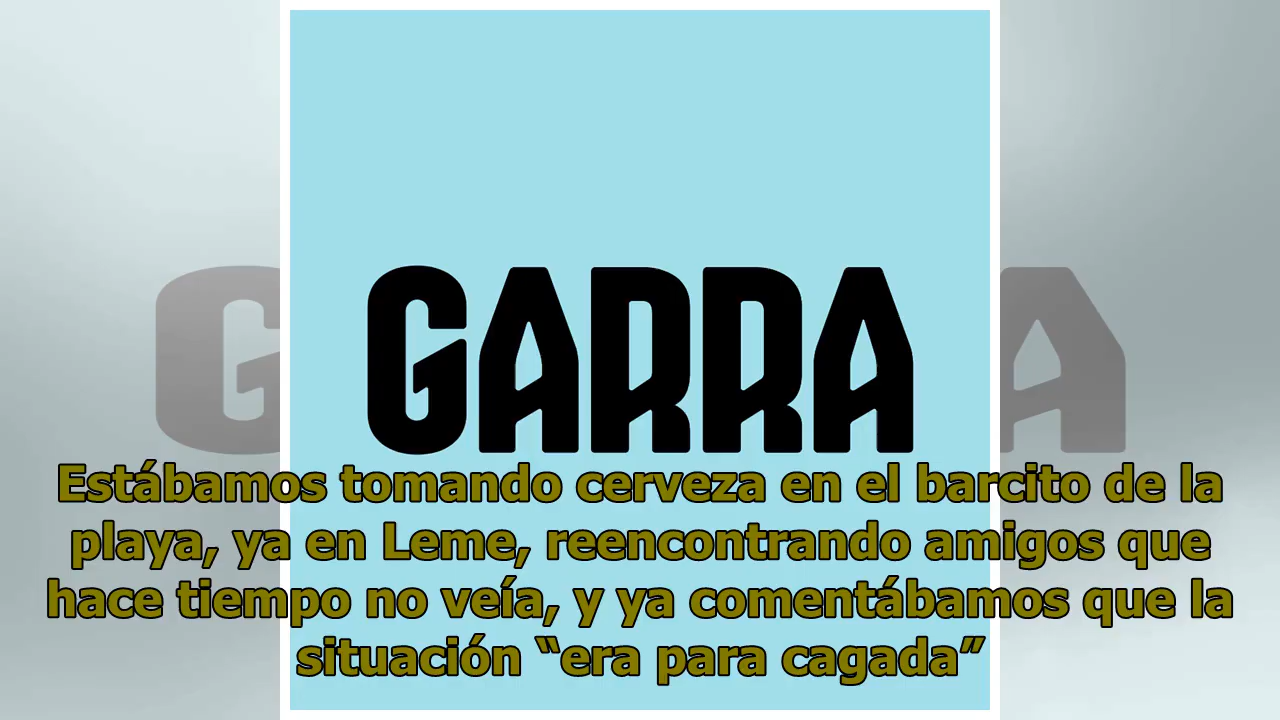 GARRA
Estábamos tomando cerveza en el barcito de la
playa, ya en Leme, reencontrando amigos que
hace tiempo no veía, y ya comentábamos que la
situación “era para cagada”